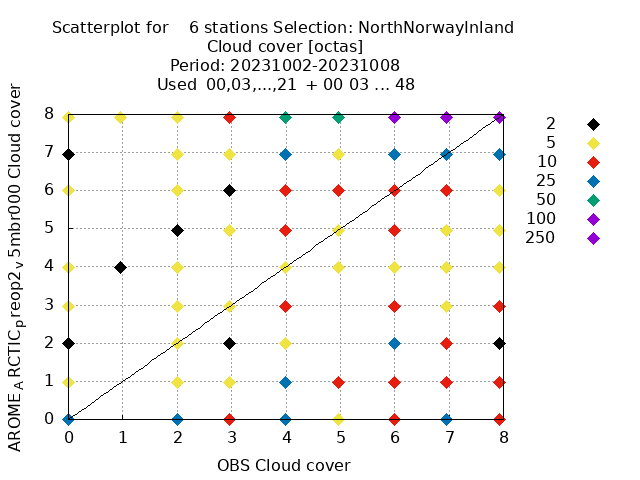 Scatterplot for 6 stations Selection: NorthNorwayInland
Cloud cover [octas]
Period: 20231002-20231008
Used 00,03,...,21 + 00 03 ... 48
AROME_ARCTIC_preop2_v5mbr000 Cloud cover
8
7
6
5
4
3
2
1
0
0 1 2 3 4 5 6 7 8
OBS Cloud cover
2
5
10
25
50
100
250